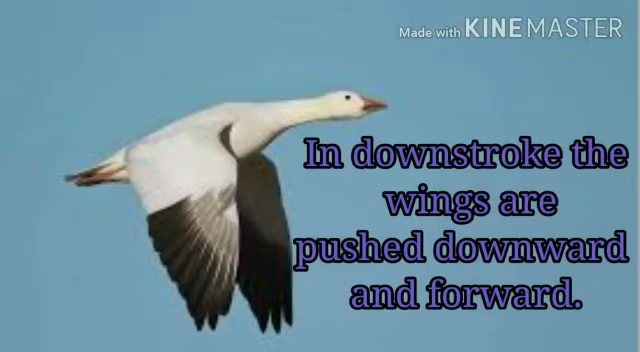 Made with KINEMASTER
In downstroke the
wings are
pushed downward
and forward.